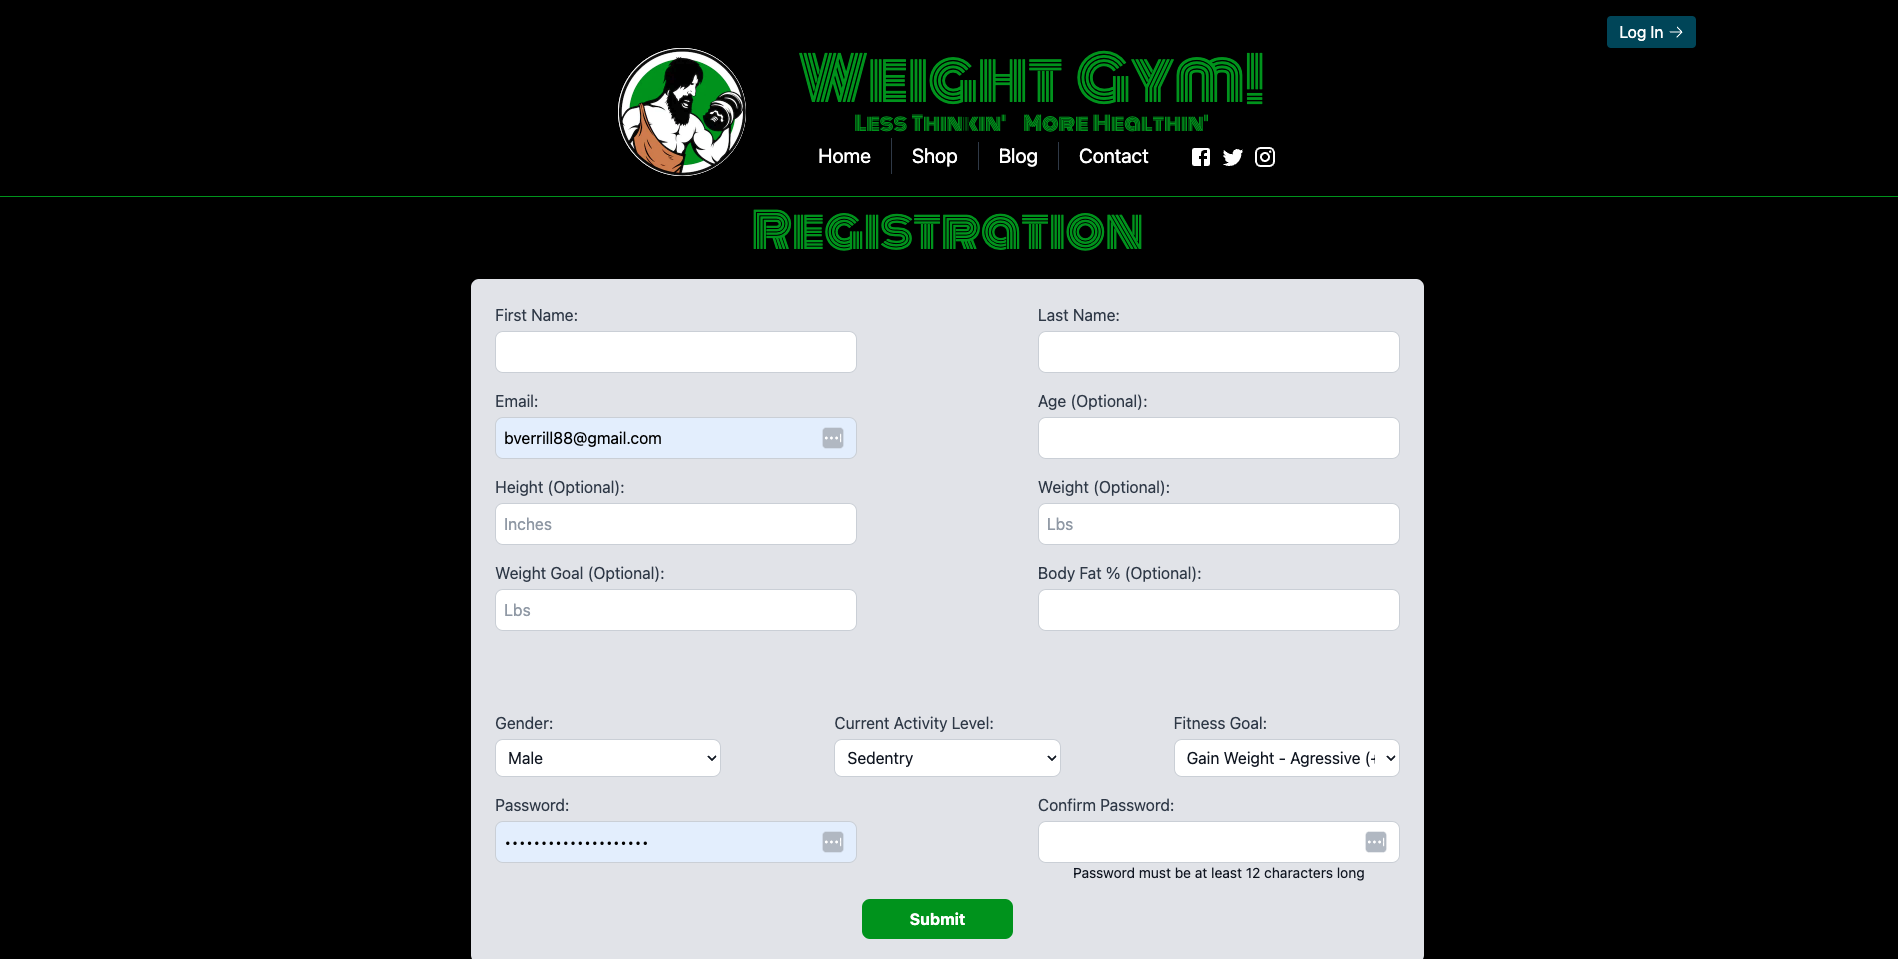 Log In
Weight Gym!
Less Thinkin' More Healthin'
Home Shop Blog Contact
Registration
First Name: Last Name:
Email: Age (Optional):
bverrill88@gmail.com
Height (Optional): Weight (Optional):
Inches Lbs
Weight Goal (Optional): Body Fat % (Optional):
Lbs
Gender: Current Activity Level: Fitness Goal:
Male Sedentry Gain Weight - Agressive (+
Password: Confirm Password:
Password must be at least 12 characters long
Submit